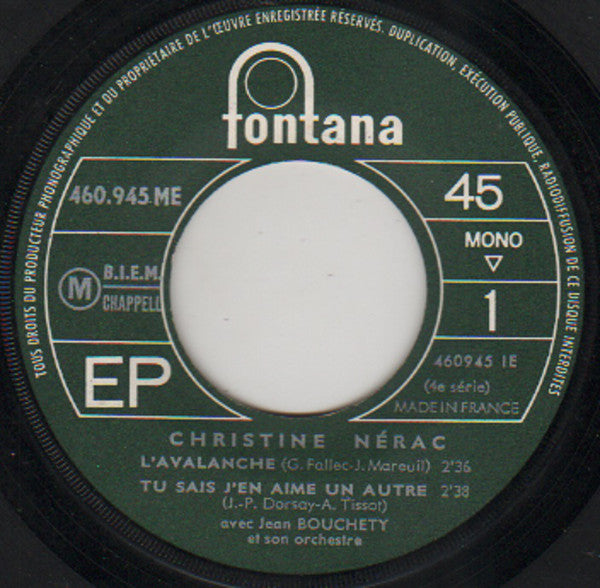 TOUS DROITS DU PRODUCTEUR PHONOGRAPHIQUE ET DU PROPRIÉTAIRE DE L'ŒUVRE ENREGISTRÉE RÉSERVÉS. DUPLICATION, EXÉCUTION PUBLIQUE, RADIODIFFUSION DE CE DISQUE INTERDITES
fontana
460.945 ME
45
MONO
M B.I.E.M.
CHAPPELL
1
EP
460945 1E
(4e série)
MADE IN FRANCE
CHRISTINE NÉRAC
L'AVALANCHE (G. Fallec-J. Mareuil) 2'36
TU SAIS J'EN AIME UN AUTRE 2'38
(J.-P. Dorsay-A. Tissot)
avec Jean BOUCHETY
et son orchestre